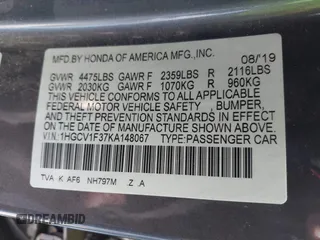 MFD.BY HONDA OF AMERICA MFG.,INC. 08/19
GVWR 4475LBS GAWR F 2359LBS R 2116LBS
GVWR 2030KG GAWR F 1070KG R 960KG
THIS VEHICLE CONFORMS TO ALL APPLICABLE
FEDERAL MOTOR VEHICLE SAFETY, BUMPER,
AND THEFT PREVENTION STANDARDS IN
EFFECT ON THE DATE OF MANUFACTURE
SHOWN ABOVE.
VIN: 1HGCV1F37KA148067 TYPE:PASSENGER CAR
TVA K AF6 NH797M Z A
DREAMBID